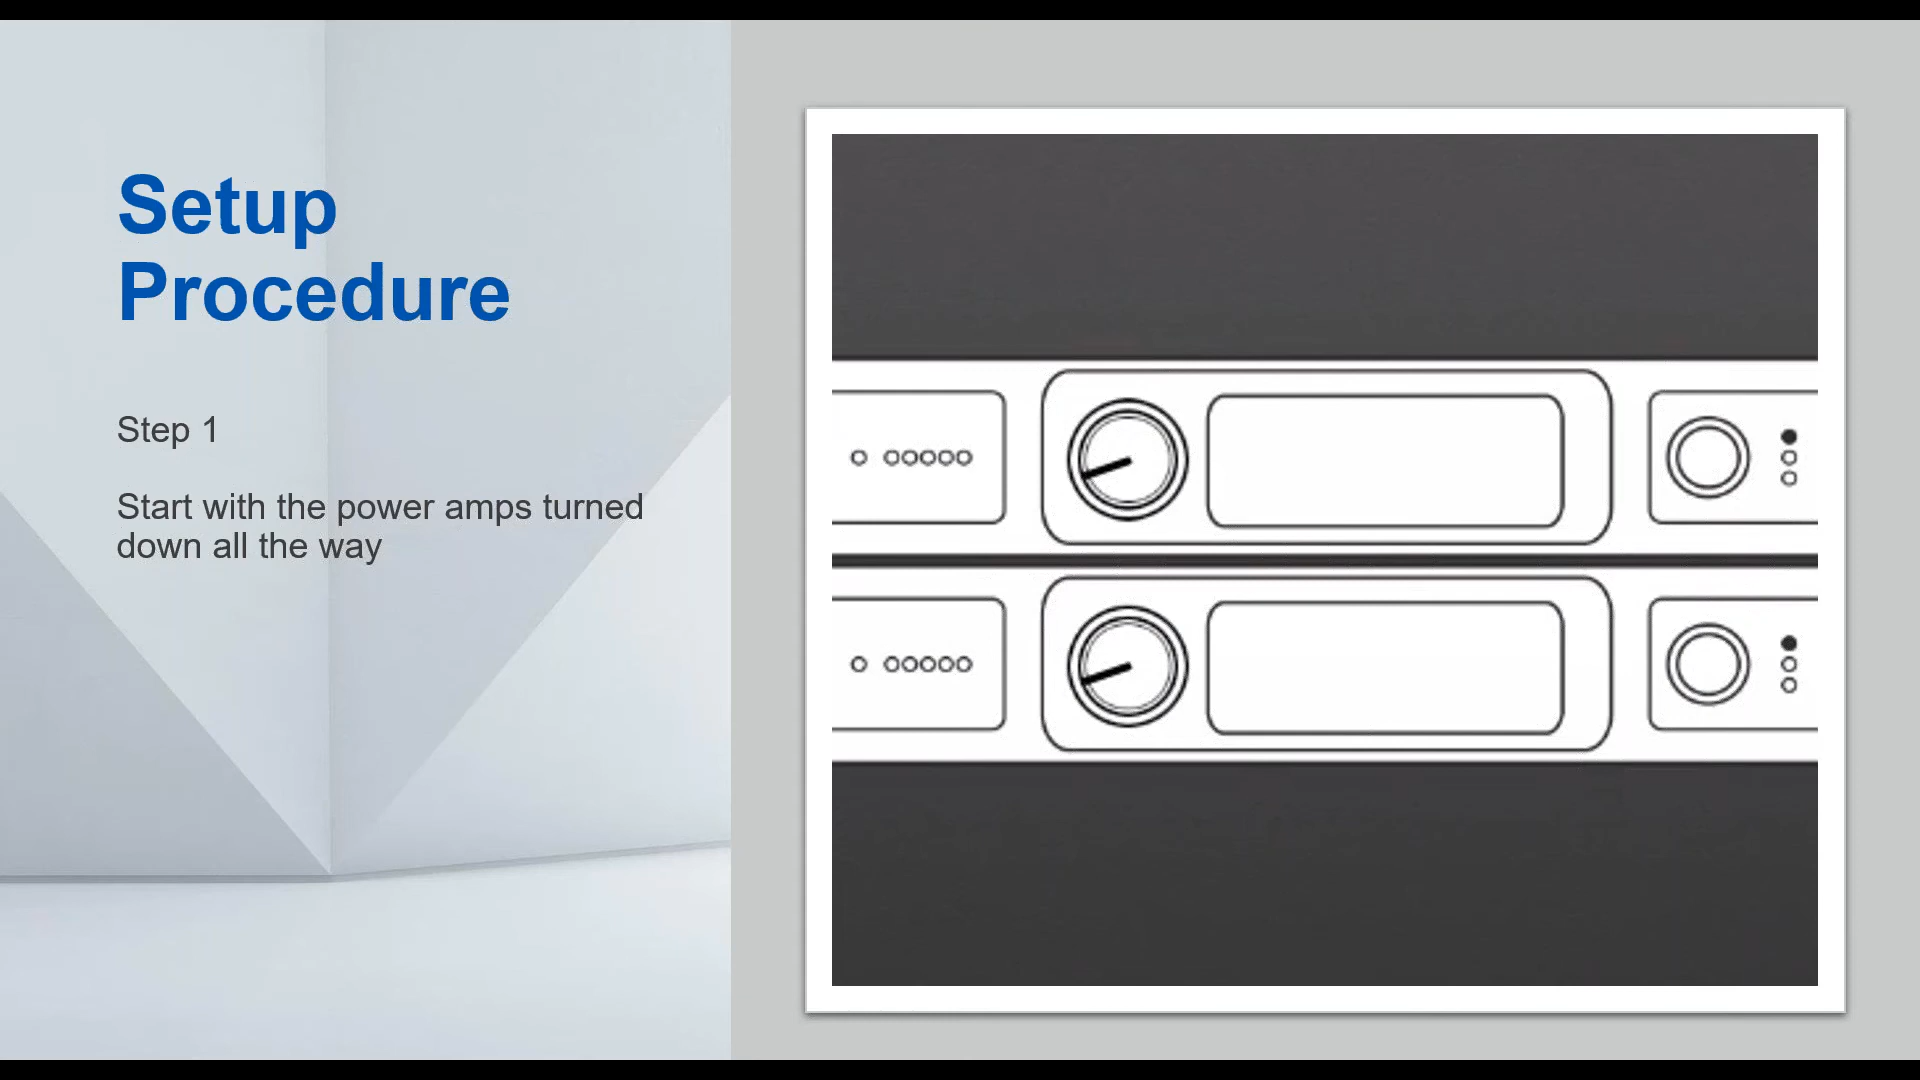 Setup
Procedure
Step 1
Start with the power amps turned
down all the way